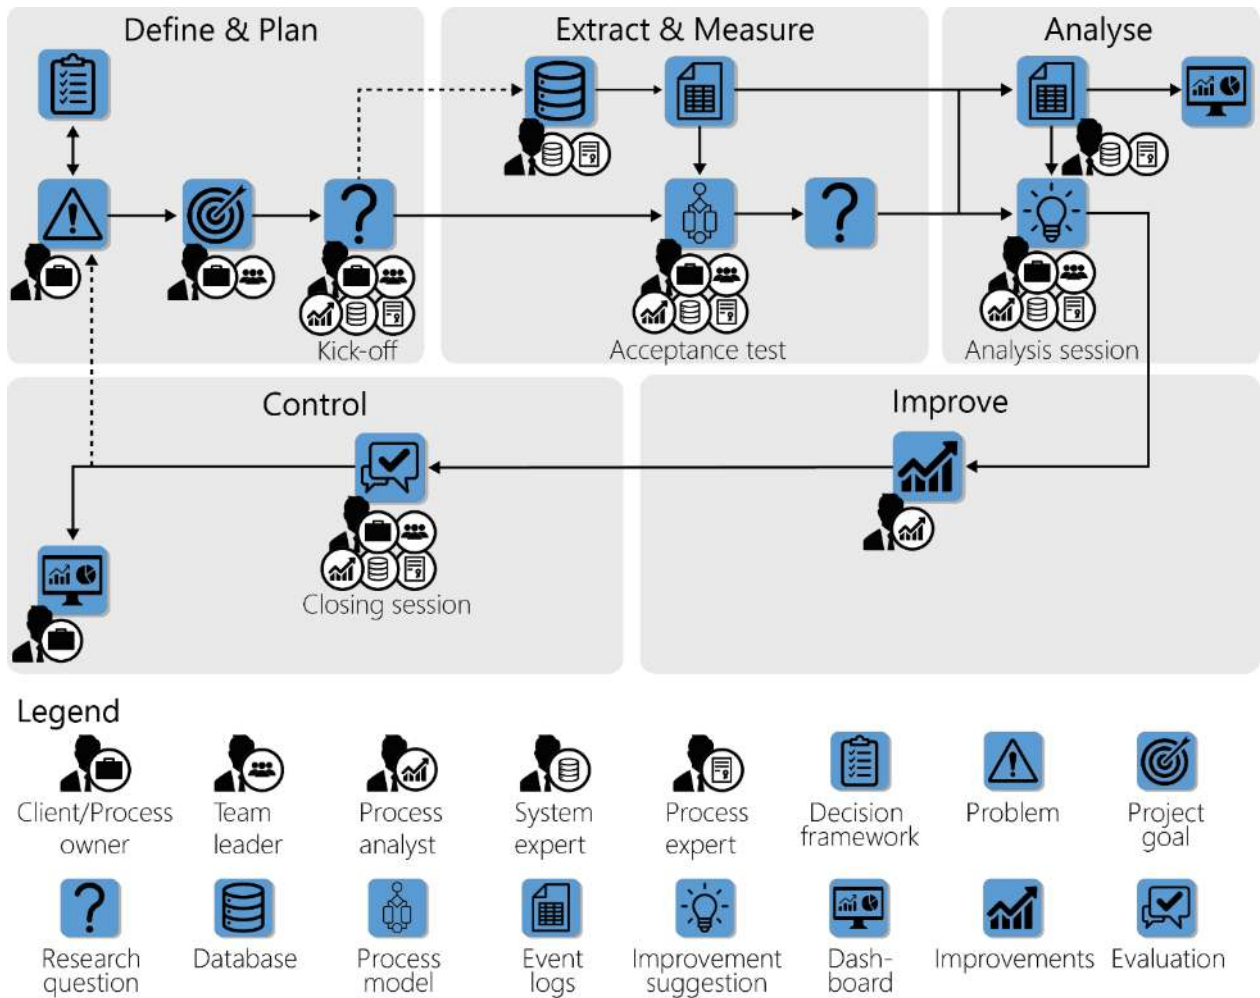 Define & Plan
Extract & Measure
Analyse
Kick-off
Acceptance test
Analysis session
Control
Improve
Closing session
Legend
Client/Process
owner
Team
leader
Process
analyst
System
expert
Process
expert
Decision
framework
Problem
Project
goal
Research
question
Database
Process
model
Event
logs
Improvement
suggestion
Dash-
board
Improvements
Evaluation